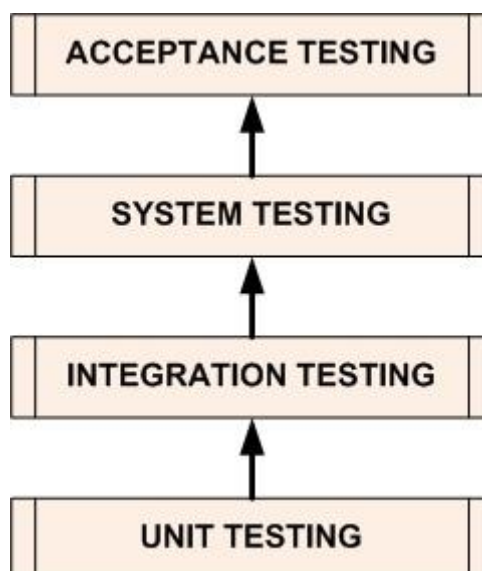 ACCEPTANCE TESTING
SYSTEM TESTING
INTEGRATION TESTING
UNIT TESTING